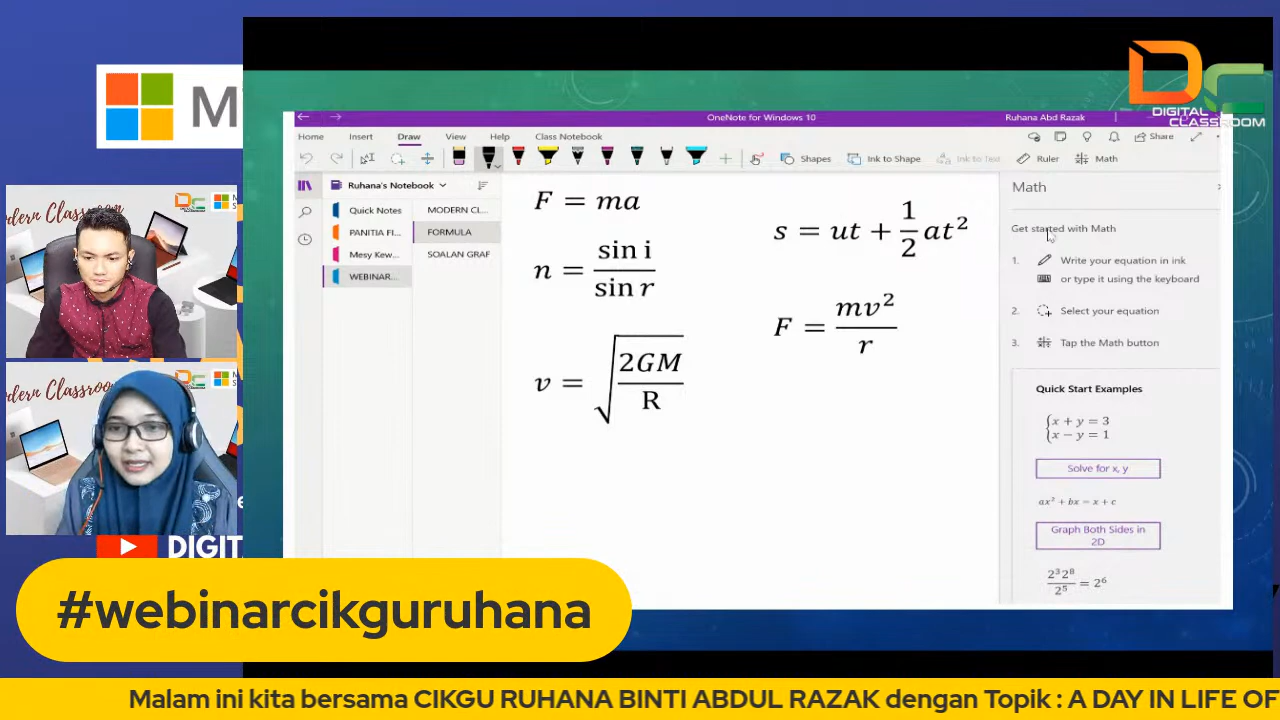 M
DIGITAL
CLASSROOM
OneNote for Windows 10
Ruhana Abd Razak
Home Insert Draw View Help Class Notebook
Share
Shapes Ink to Shape Ink to Text Ruler Math
Ruhana's Notebook
Quick Notes
PANITIA FI...
Mesy Kew...
WEBINAR...
MODERN CL...
FORMULA
SOALAN GRAF
F = ma
n = sin i / sin r
v = √(2GM / R)
s = ut + 1/2 at²
F = mv² / r
Math
Get started with Math
1. Write your equation in ink
or type it using the keyboard
2. Select your equation
3. Tap the Math button
Quick Start Examples
x + y = 3
x − y = 1
Solve for x, y
ax² + bx = x + c
Graph Both Sides in
2D
2³2⁸ / 2⁵ = 2⁶
DIGIT
#webinarcikguruhana
Malam ini kita bersama CIKGU RUHANA BINTI ABDUL RAZAK dengan Topik : A DAY IN LIFE OF